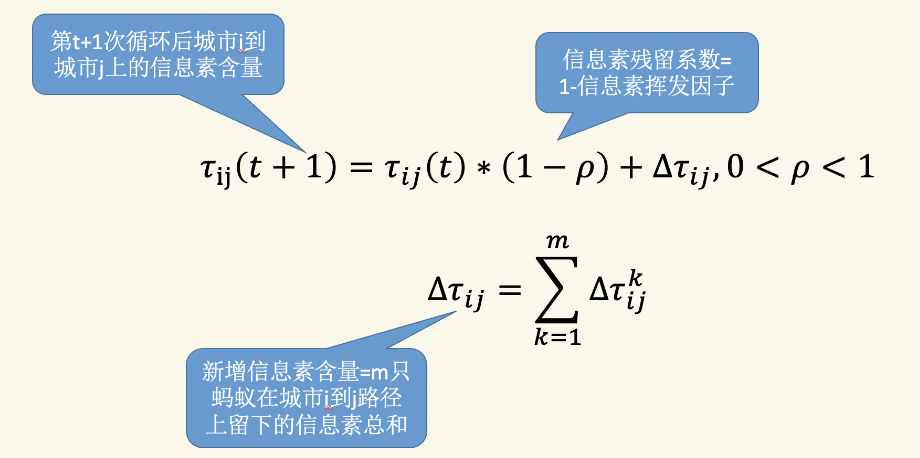 第t+1次循环后城市i到
城市j上的信息素含量
信息素残留系数=
1-信息素挥发因子
τij(t + 1) = τij(t) ∗ (1 − ρ) + Δτij, 0 < ρ < 1
Δτij = ∑_{k=1}^{m} Δτ_{ij}^{k}
新增信息素含量=m只
蚂蚁在城市i到j路径
上留下的信息素总和